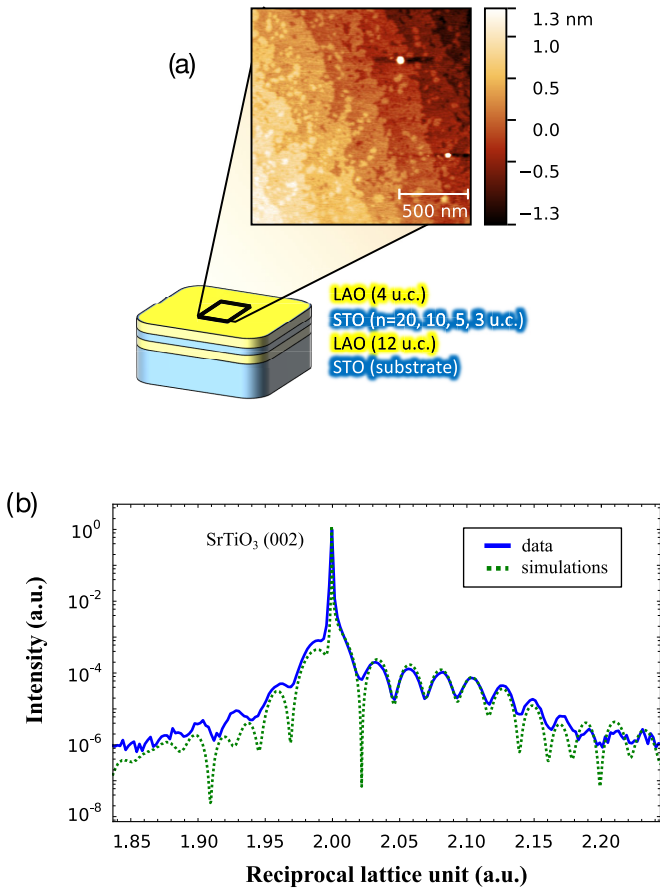 (a)
1.3 nm
1.0
0.5
0.0
−0.5
−1.3
500 nm
LAO (4 u.c.)
STO (n=20, 10, 5, 3 u.c.)
LAO (12 u.c.)
STO (substrate)
(b)
SrTiO3 (002)
data
simulations
Intensity (a.u.)
10^0
10^-2
10^-4
10^-6
10^-8
1.85 1.90 1.95 2.00 2.05 2.10 2.15 2.20
Reciprocal lattice unit (a.u.)